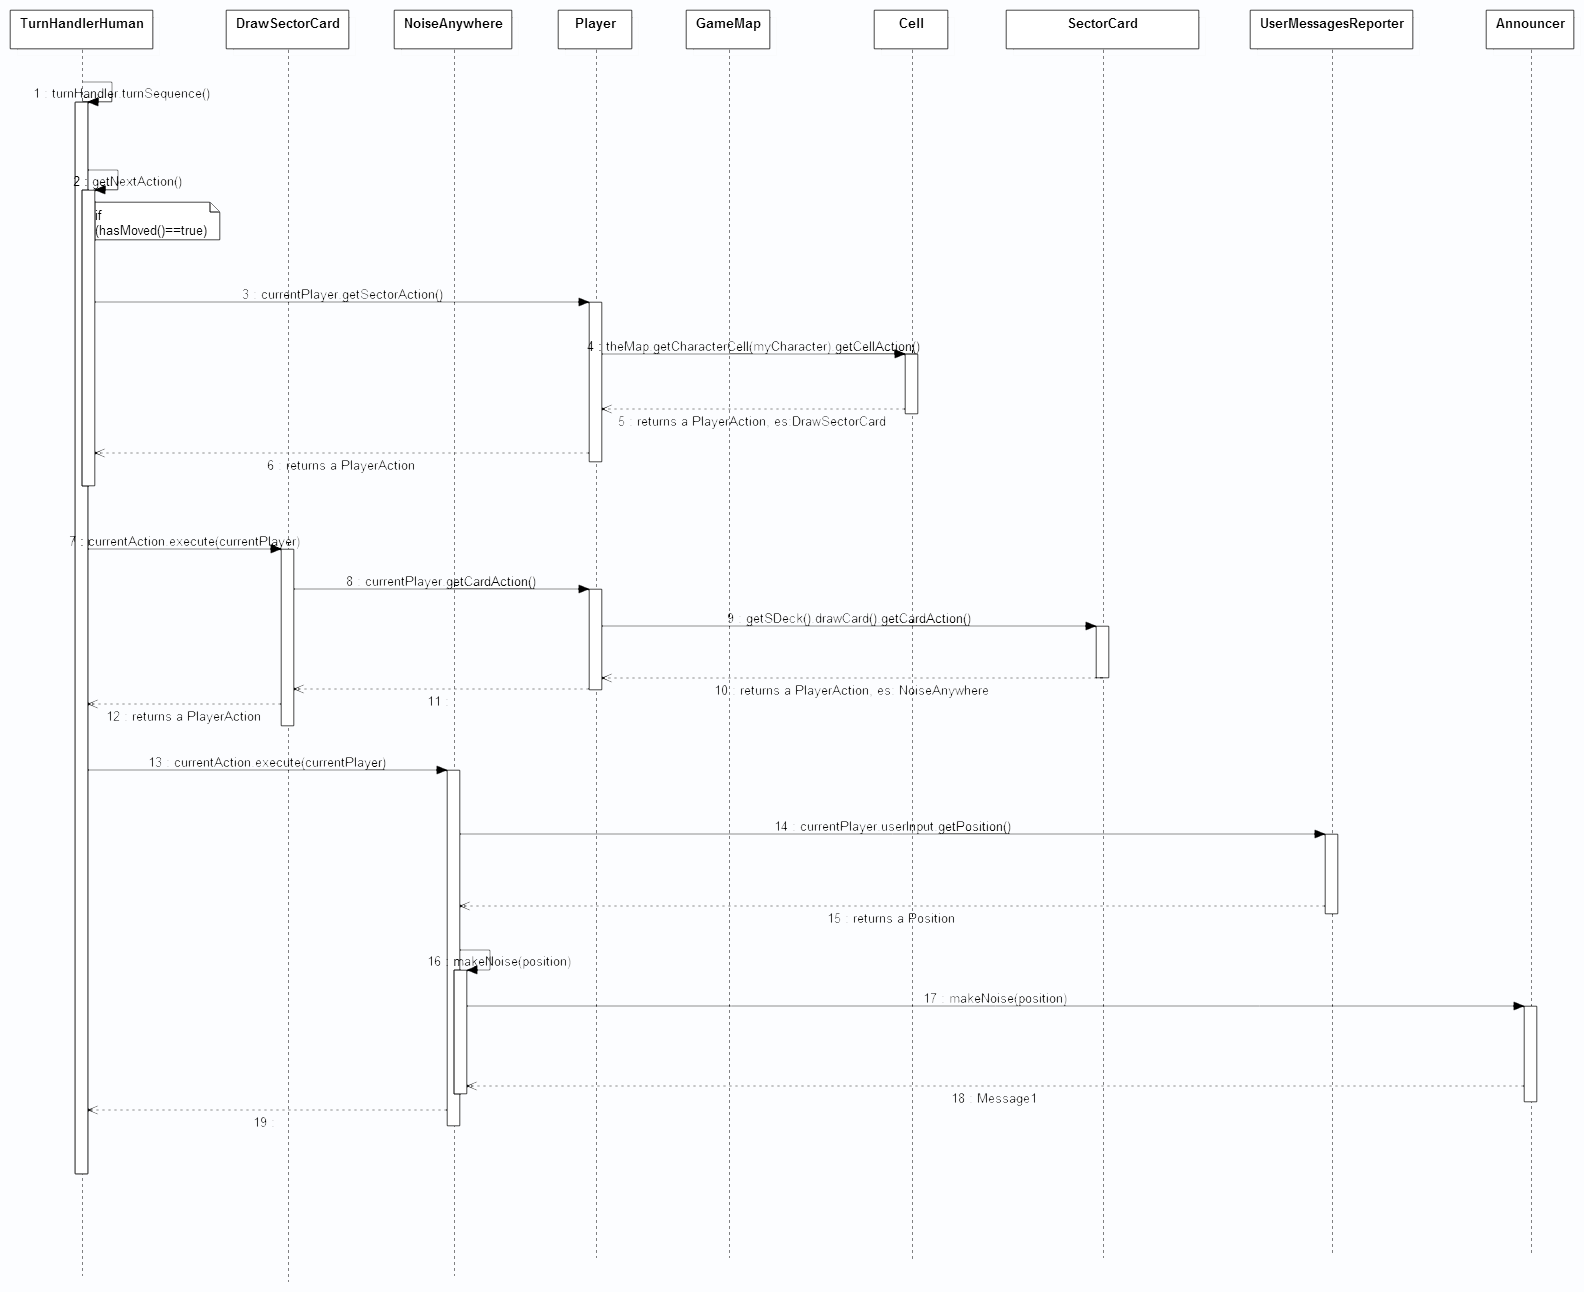 TurnHandlerHuman
DrawSectorCard
NoiseAnywhere
Player
GameMap
Cell
SectorCard
UserMessagesReporter
Announcer
1 : turnHandler.turnSequence()
2 : getNextAction()
if
(hasMoved()==true)
3 : currentPlayer.getSectorAction()
4 : theMap.getCharacterCell(myCharacter).getCellAction()
5 : returns a PlayerAction, es.DrawSectorCard
6 : returns a PlayerAction
7 : currentAction.execute(currentPlayer)
8 : currentPlayer.getCardAction()
9 : getSDeck().drawCard().getCardAction()
10 : returns a PlayerAction, es. NoiseAnywhere
11 :
12 : returns a PlayerAction
13 : currentAction.execute(currentPlayer)
14 : currentPlayer.userInput.getPosition()
15 : returns a Position
16 : makeNoise(position)
17 : makeNoise(position)
18 : Message1
19 :